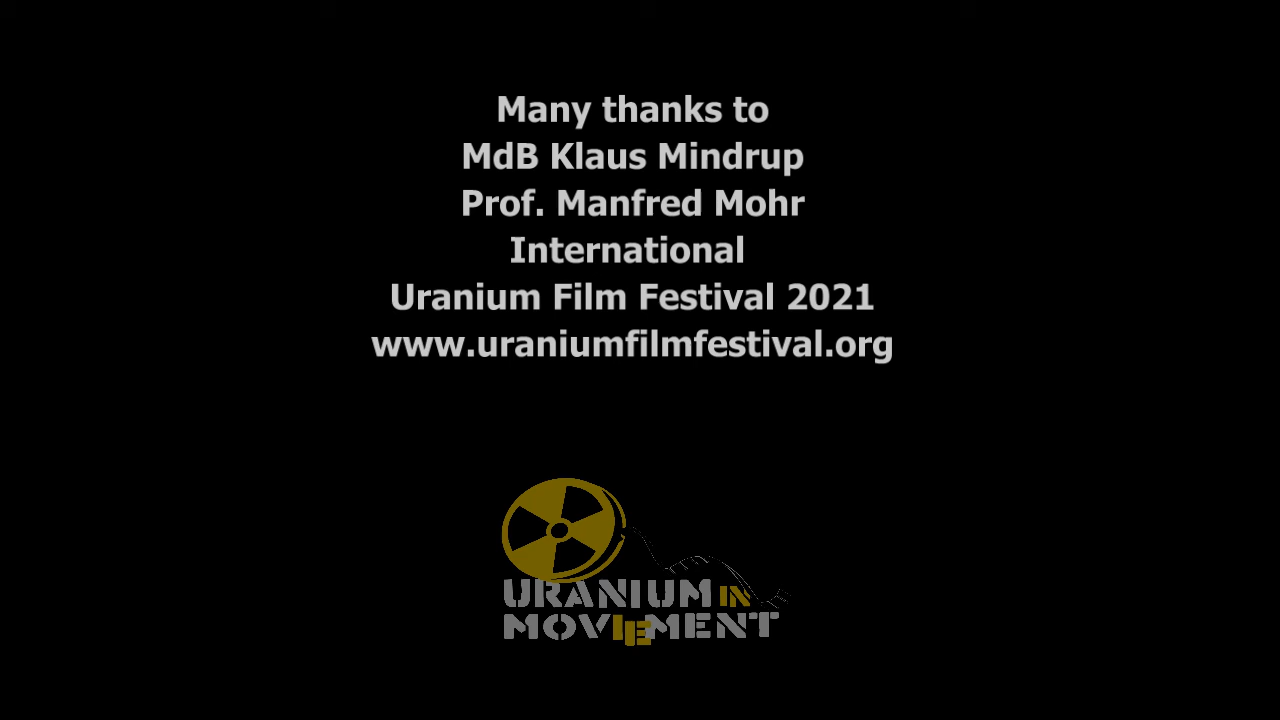 Many thanks to
MdB Klaus Mindrup
Prof. Manfred Mohr
International
Uranium Film Festival 2021
www.uraniumfilmfestival.org
URANIUM IN
MOVIEMENT